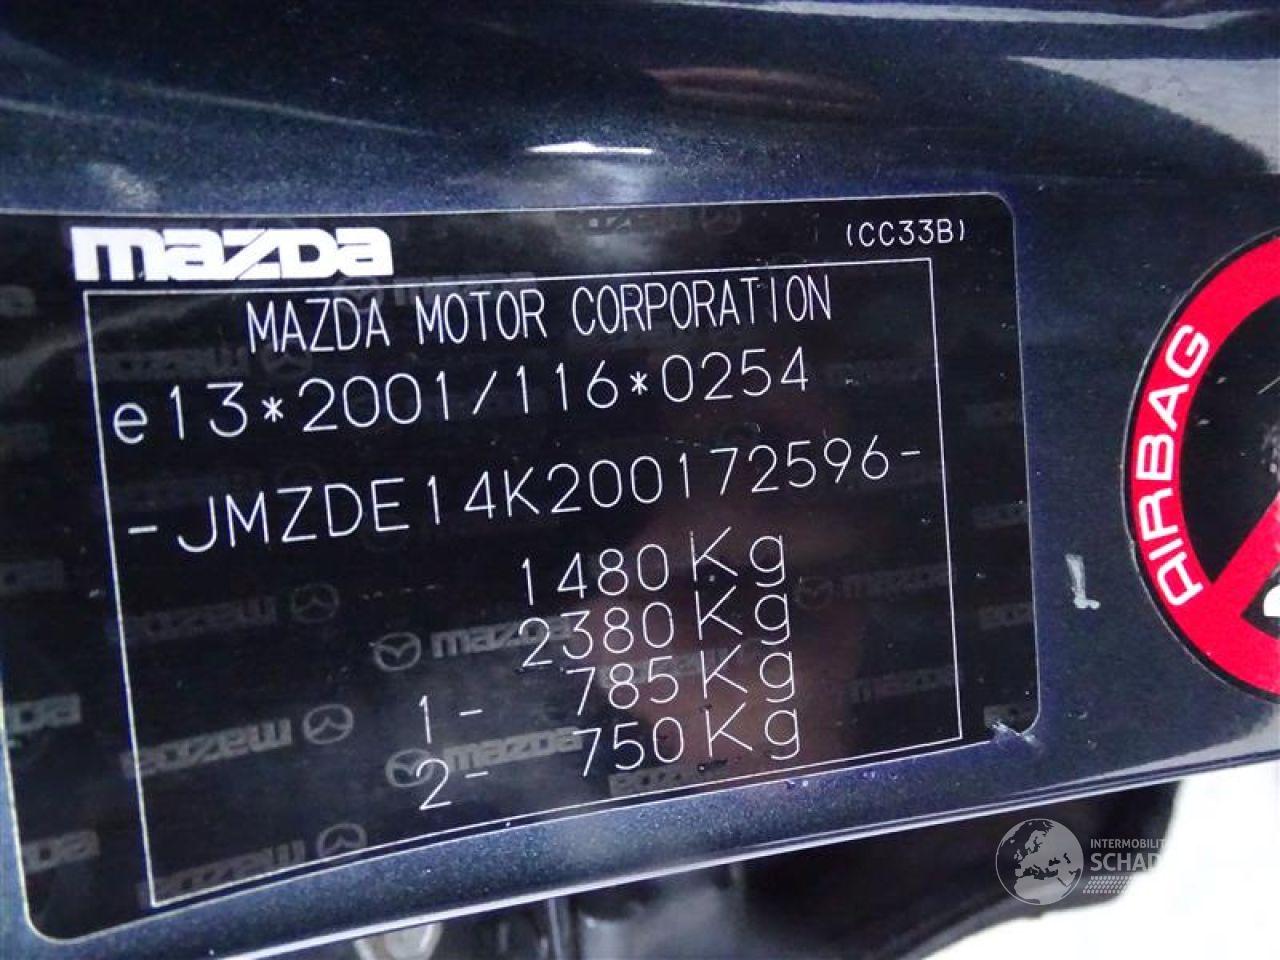 mazda
(CC33B)
MAZDA MOTOR CORPORATION
e13*2001/116*0254
-JMZDE14K200172596-
1480Kg
2380Kg
1- 785Kg
2- 750Kg
AIRBAG